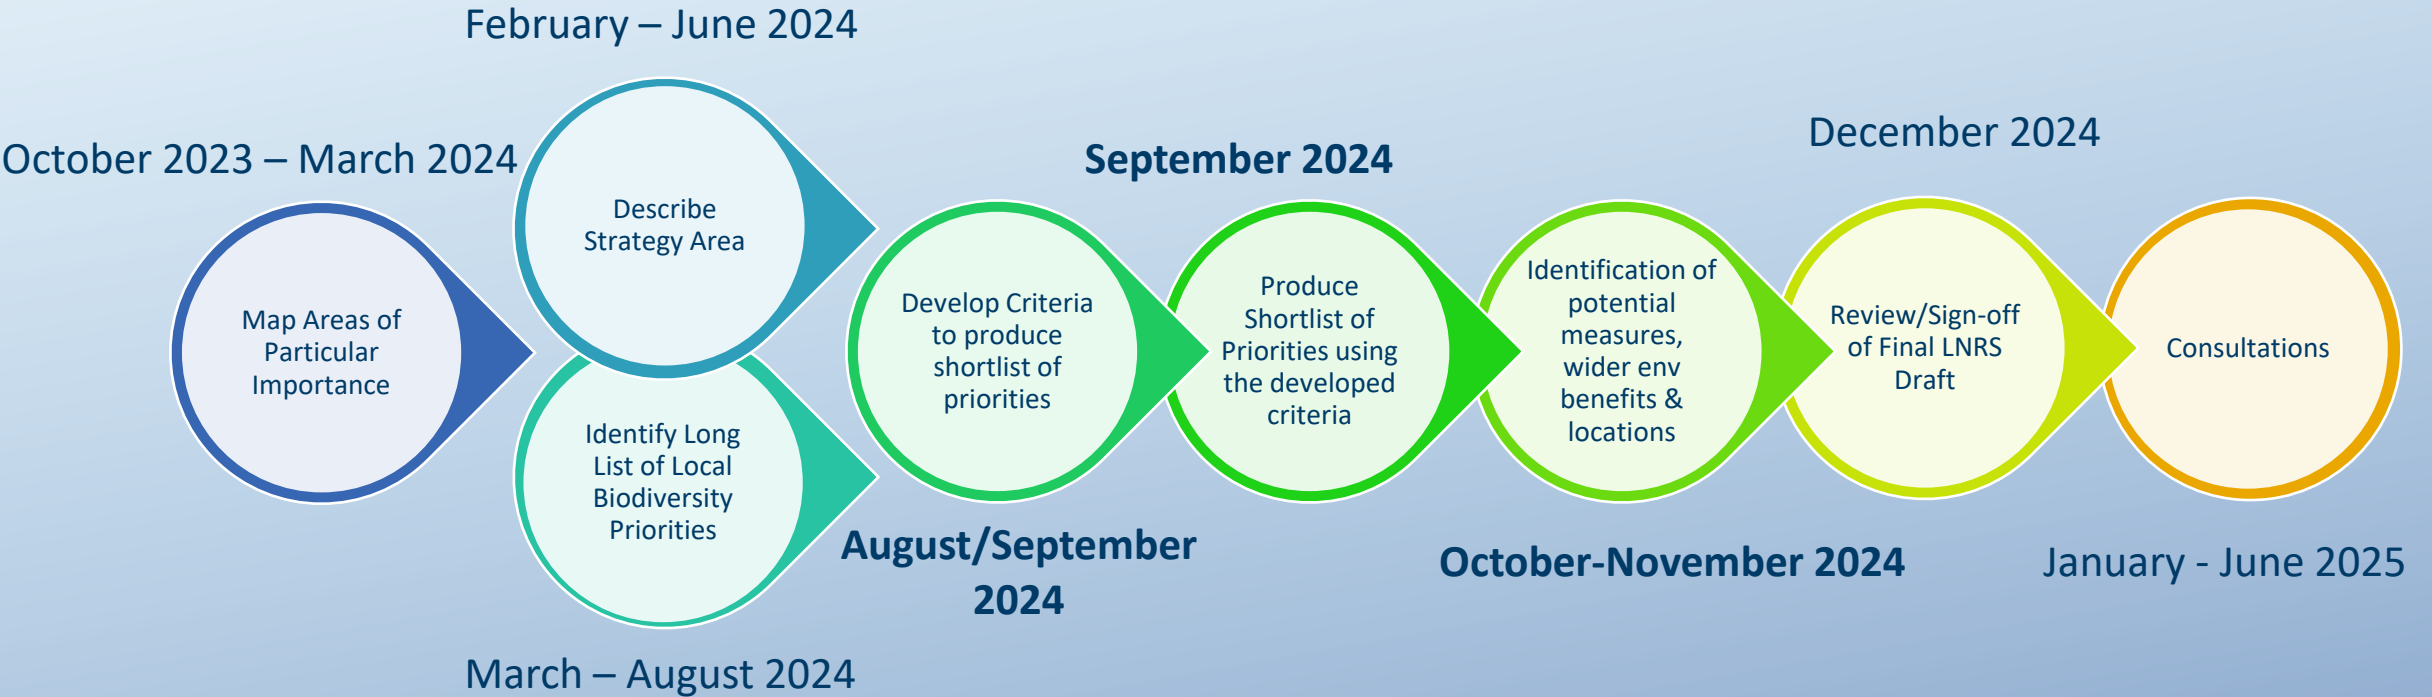 October 2023 – March 2024
Map Areas of
Particular
Importance
February – June 2024
Describe
Strategy Area
Identify Long
List of Local
Biodiversity
Priorities
March – August 2024
Develop Criteria
to produce
shortlist of
priorities
August/September
2024
September 2024
Produce
Shortlist of
Priorities using
the developed
criteria
Identification of
potential
measures,
wider env
benefits &
locations
October-November 2024
December 2024
Review/Sign-off
of Final LNRS
Draft
Consultations
January - June 2025